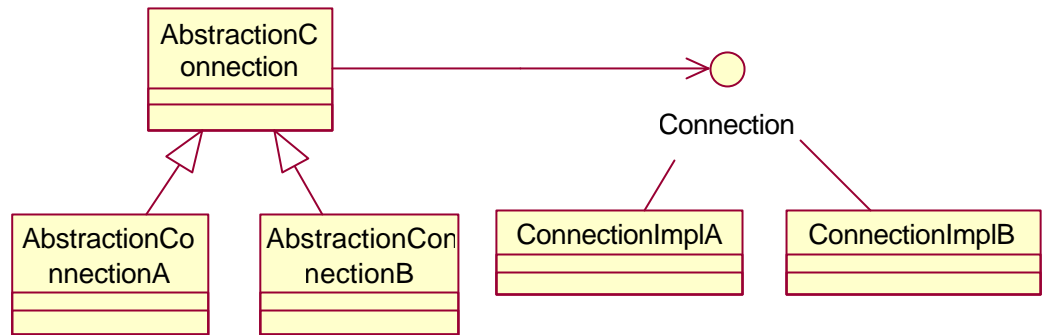 AbstractionC
onnection
Connection
AbstractionCo
nnectionA
AbstractionCon
nectionB
ConnectionImplA
ConnectionImplB